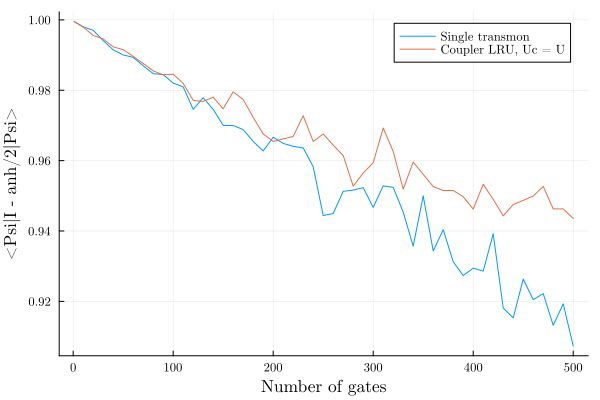 1.00
0.98
0.96
0.94
0.92
<Psi|I - anh/2|Psi>
Single transmon
Coupler LRU, Uc = U
0 100 200 300 400 500
Number of gates